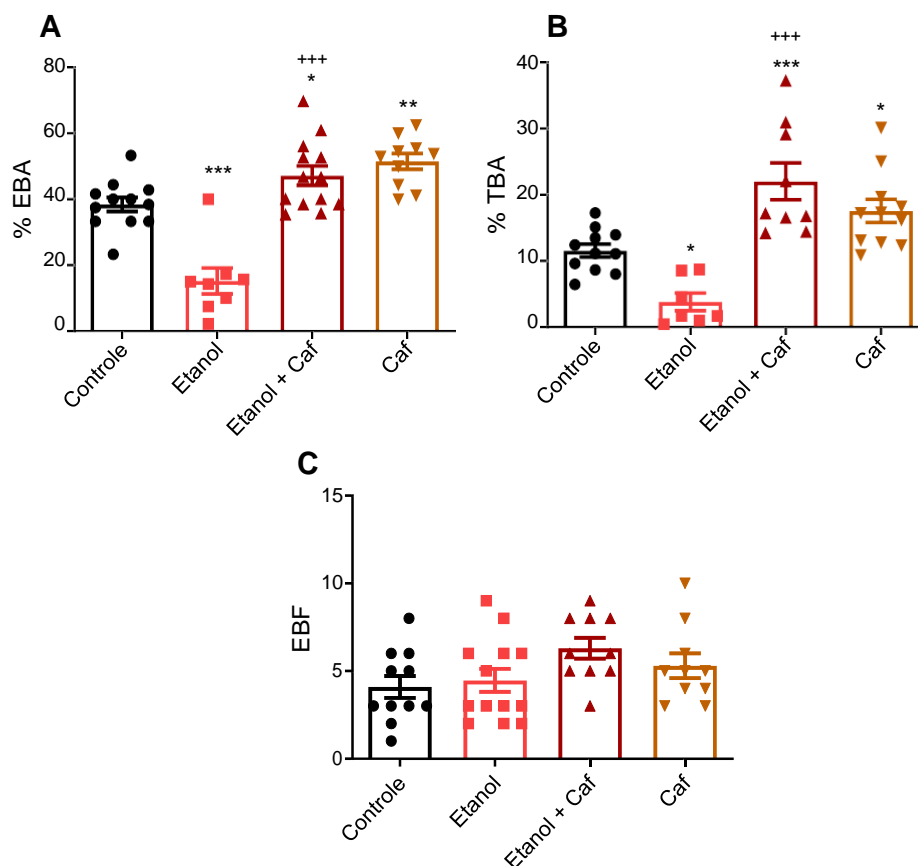 A
% EBA
80
60
40
20
0
***
+++
*
**
Controle
Etanol
Etanol + Caf
Caf
B
% TBA
40
30
20
10
0
*
+++
***
*
Controle
Etanol
Etanol + Caf
Caf
C
EBF
15
10
5
0
Controle
Etanol
Etanol + Caf
Caf